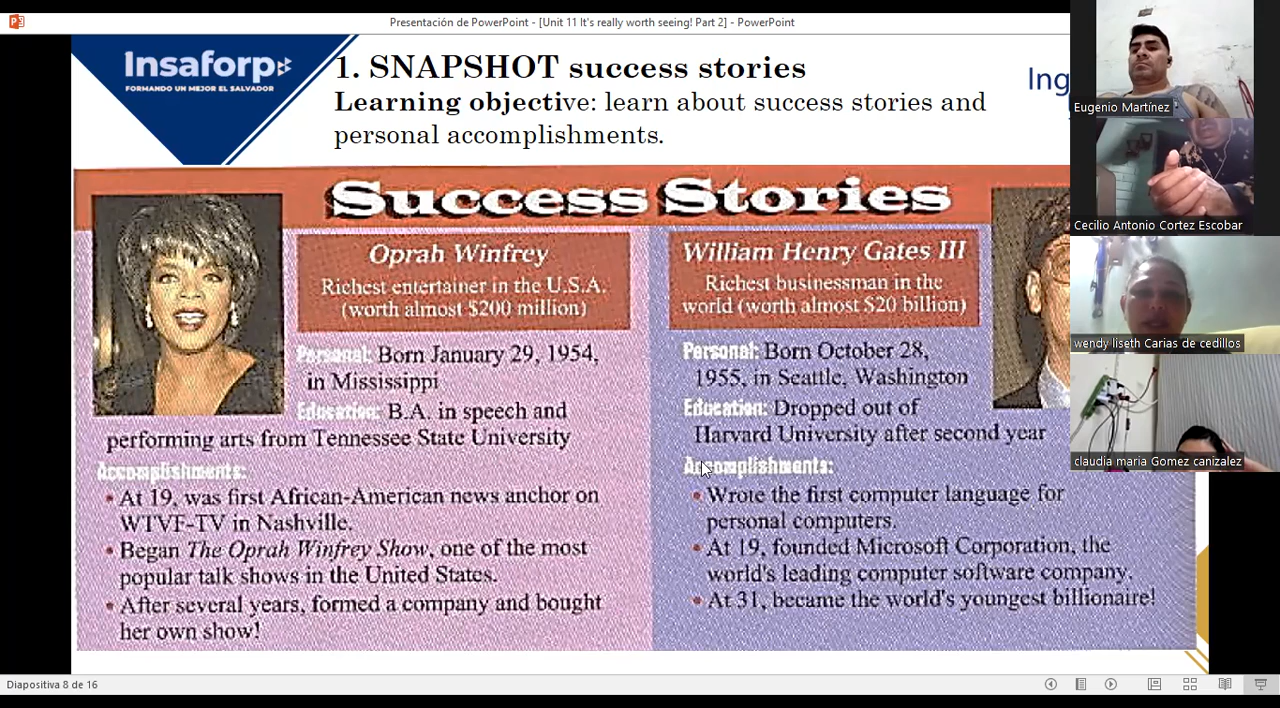 Presentación de PowerPoint - [Unit 11 It's really worth seeing! Part 2] - PowerPoint
Insaforp
FORMANDO UN MEJOR EL SALVADOR
1. SNAPSHOT success stories
Learning objective: learn about success stories and
personal accomplishments.
Ing
Success Stories
Oprah Winfrey
Richest entertainer in the U.S.A.
(worth almost $200 million)
Personal: Born January 29, 1954,
in Mississippi
Education: B.A. in speech and
performing arts from Tennessee State University
Accomplishments:
• At 19, was first African-American news anchor on
WTVF-TV in Nashville.
• Began The Oprah Winfrey Show, one of the most
popular talk shows in the United States.
• After several years, formed a company and bought
her own show!
William Henry Gates III
Richest businessman in the
world (worth almost $20 billion)
Personal: Born October 28,
1955, in Seattle, Washington
Education: Dropped out of
Harvard University after second year
Accomplishments:
• Wrote the first computer language for
personal computers.
• At 19, founded Microsoft Corporation, the
world's leading computer software company.
• At 31, became the world's youngest billionaire!
Eugenio Martínez
Cecilio Antonio Cortez Escobar
wendy liseth Carias de cedillos
claudia maria Gomez canizalez
Diapositiva 8 de 16